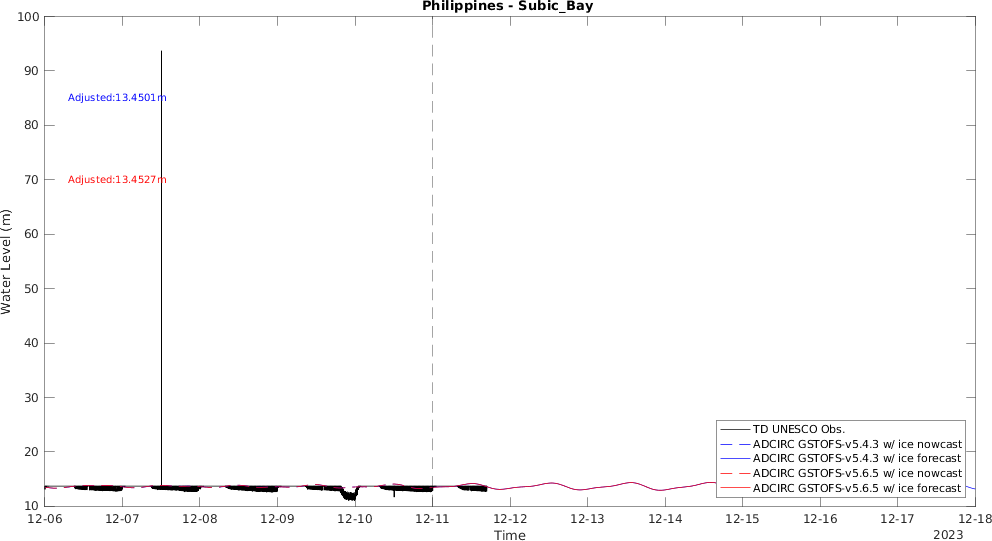 Philippines - Subic_Bay
Water Level (m)
100
90
80
70
60
50
40
30
20
10
Adjusted:13.4501m
Adjusted:13.4527m
TD UNESCO Obs.
ADCIRC GSTOFS-v5.4.3 w/ ice nowcast
ADCIRC GSTOFS-v5.4.3 w/ ice forecast
ADCIRC GSTOFS-v5.6.5 w/ ice nowcast
ADCIRC GSTOFS-v5.6.5 w/ ice forecast
12-06 12-07 12-08 12-09 12-10 12-11 12-12 12-13 12-14 12-15 12-16 12-17 12-18
Time
2023